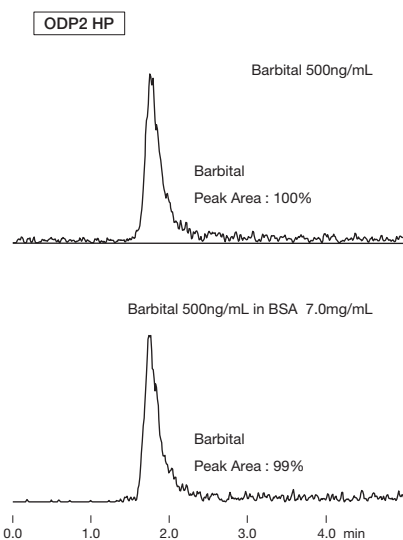 ODP2 HP
Barbital 500ng/mL
Barbital
Peak Area : 100%
Barbital 500ng/mL in BSA 7.0mg/mL
Barbital
Peak Area : 99%
0.0 1.0 2.0 3.0 4.0 min